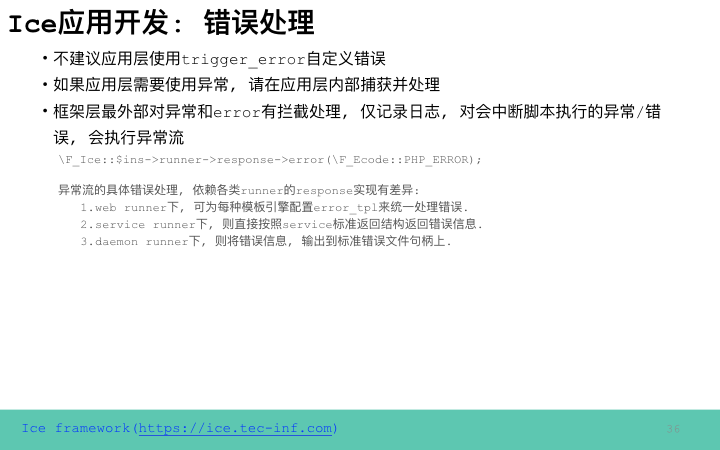 Ice应用开发: 错误处理
• 不建议应用层使用trigger_error自定义错误
• 如果应用层需要使用异常, 请在应用层内部捕获并处理
• 框架层最外部对异常和error有拦截处理, 仅记录日志, 对会中断脚本执行的异常/错
误, 会执行异常流
\F_Ice::$ins->runner->response->error(\F_Ecode::PHP_ERROR);
异常流的具体错误处理, 依赖各类runner的response实现有差异:
1.web runner下, 可为每种模板引擎配置error_tpl来统一处理错误.
2.service runner下, 则直接按照service标准返回结构返回错误信息.
3.daemon runner下, 则将错误信息, 输出到标准错误文件句柄上.
Ice framework(https://ice.tec-inf.com)
36